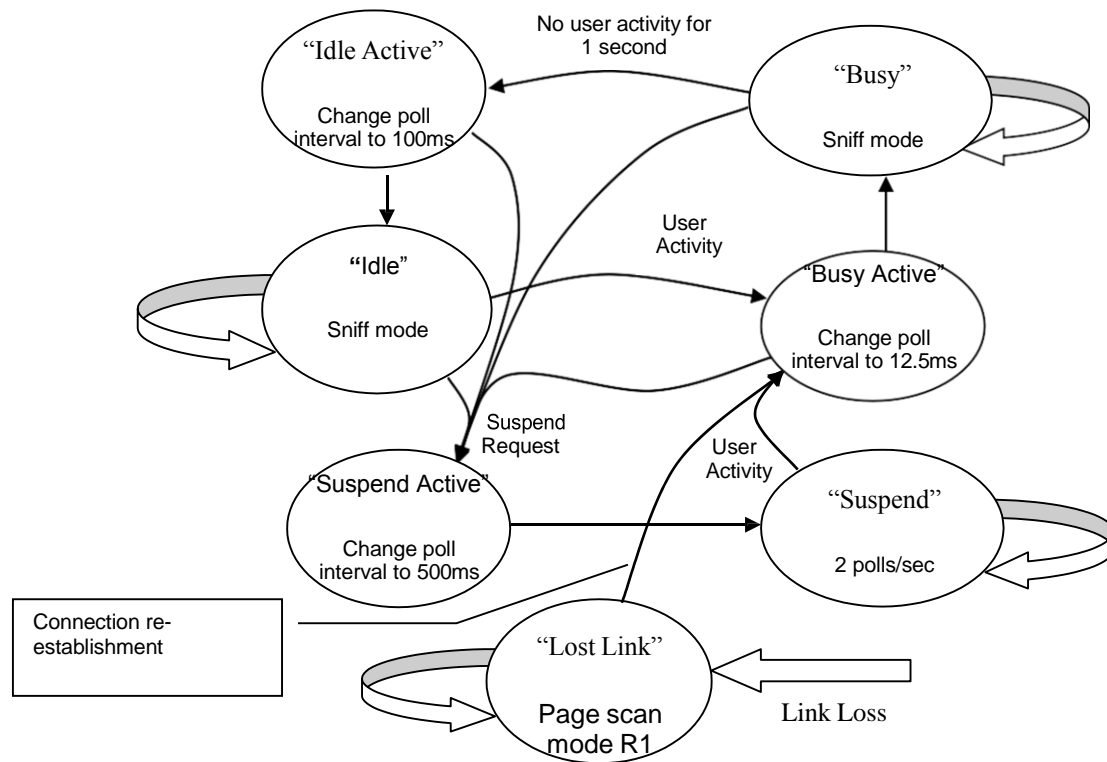 “Idle Active”
Change poll
interval to 100ms
No user activity for
1 second
“Busy”
Sniff mode
“Idle”
Sniff mode
User
Activity
“Busy Active”
Change poll
interval to 12.5ms
Suspend
Request
User
Activity
“Suspend Active”
Change poll
interval to 500ms
“Suspend”
2 polls/sec
Connection re-
establishment
“Lost Link”
Page scan
mode R1
Link Loss